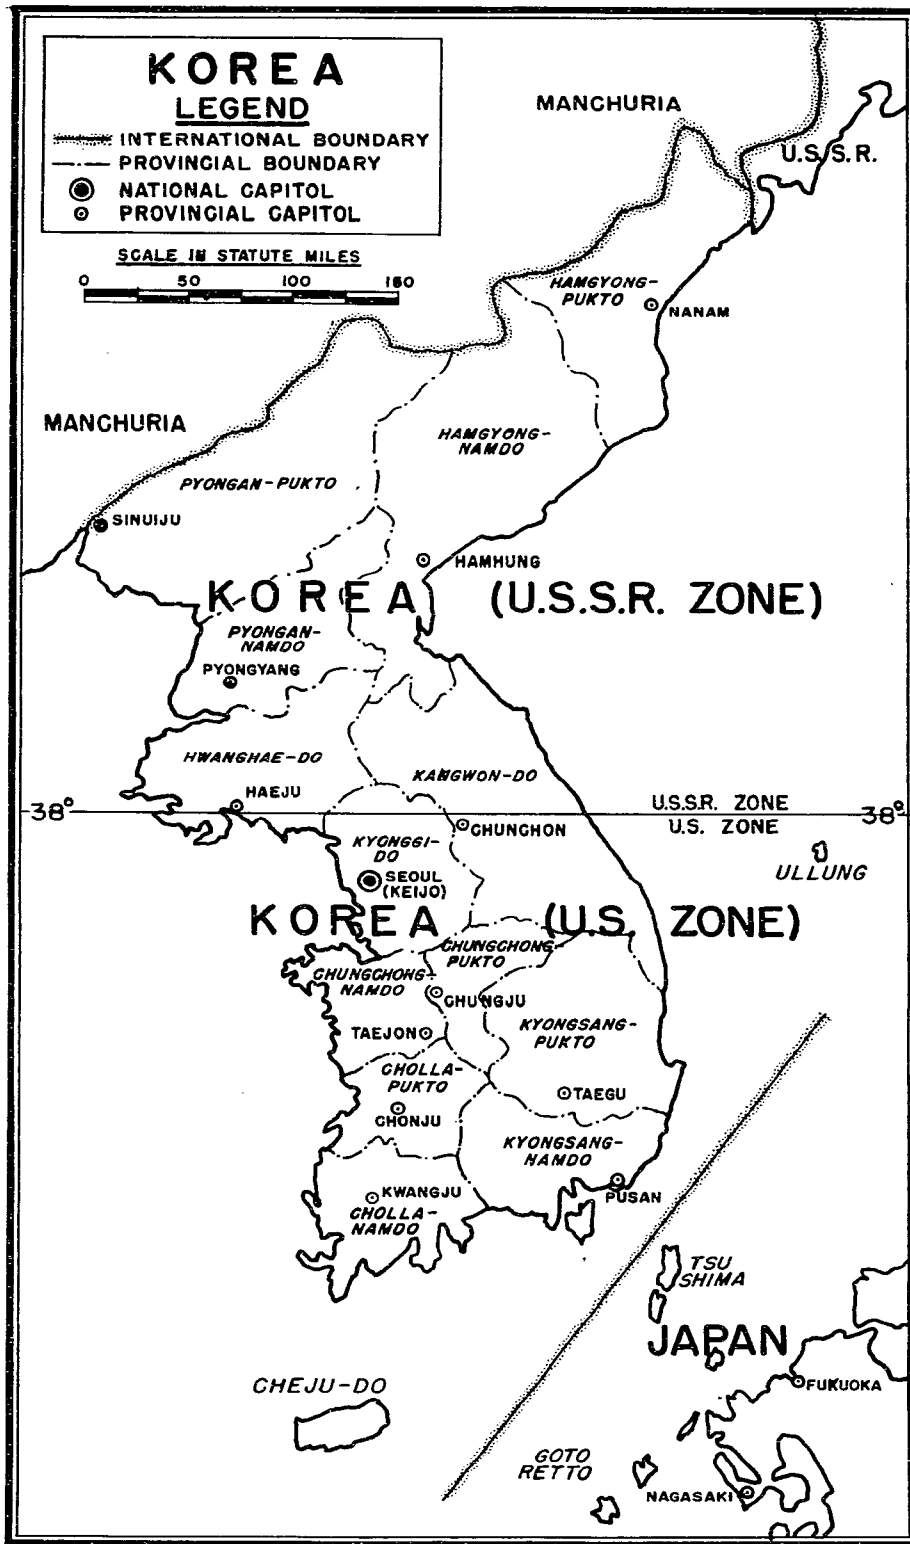 KOREA
LEGEND
INTERNATIONAL BOUNDARY
PROVINCIAL BOUNDARY
NATIONAL CAPITOL
PROVINCIAL CAPITOL
SCALE IN STATUTE MILES
0 50 100 150
MANCHURIA
U.S.S.R.
HAMGYONG-
PUKTO
NANAM
MANCHURIA
HAMGYONG-
NAMDO
PYONGAN-PUKTO
SINUIJU
HAMHUNG
KOREA (U.S.S.R. ZONE)
PYONGAN-
NAMDO
PYONGYANG
HWANGHAE-DO
KANGWON-DO
HAEJU
U.S.S.R. ZONE
38° 38°
U.S. ZONE
CHUNCHON
KYONGGI-
DO
ULLUNG
SEOUL
(KEIJO)
KOREA (U.S. ZONE)
CHUNGCHONG-
PUKTO
CHUNGCHONG-
NAMDO
CHUNGJU
KYONGSANG-
PUKTO
TAEJON
CHOLLA-
PUKTO
TAEGU
CHONJU
KYONGSANG-
NAMDO
PUSAN
KWANGJU
CHOLLA-
NAMDO
TSU
SHIMA
JAPAN
CHEJU-DO
FUKUOKA
GOTO
RETTO
NAGASAKI